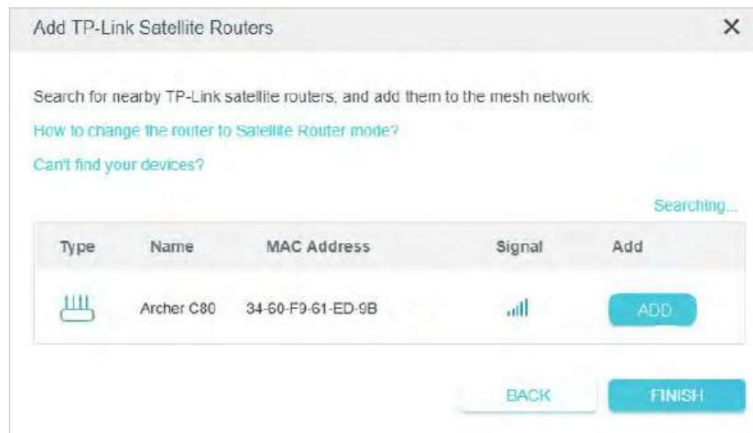 Add TP-Link Satellite Routers
Search for nearby TP-Link satellite routers, and add them to the mesh network.
How to change the router to Satellite Router mode?
Can't find your devices?
Searching...
Type Name MAC Address Signal Add
Archer C80 34-60-F9-61-ED-9B ADD
BACK FINISH